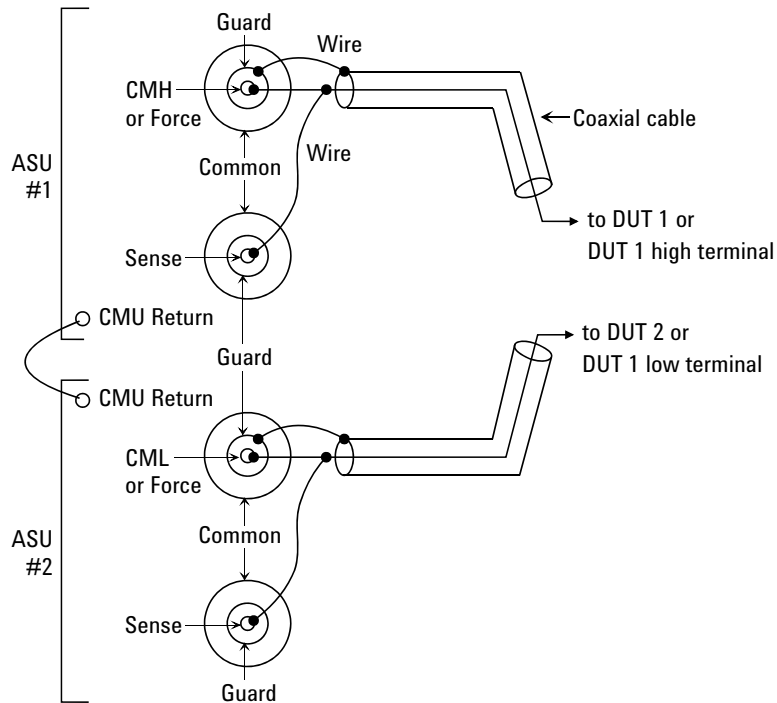 Guard
Wire
CMH
or Force
Coaxial cable
ASU
#1
Common
Wire
to DUT 1 or
DUT 1 high terminal
Sense
CMU Return
to DUT 2 or
DUT 1 low terminal
Guard
CMU Return
CML
or Force
ASU
#2
Common
Sense
Guard